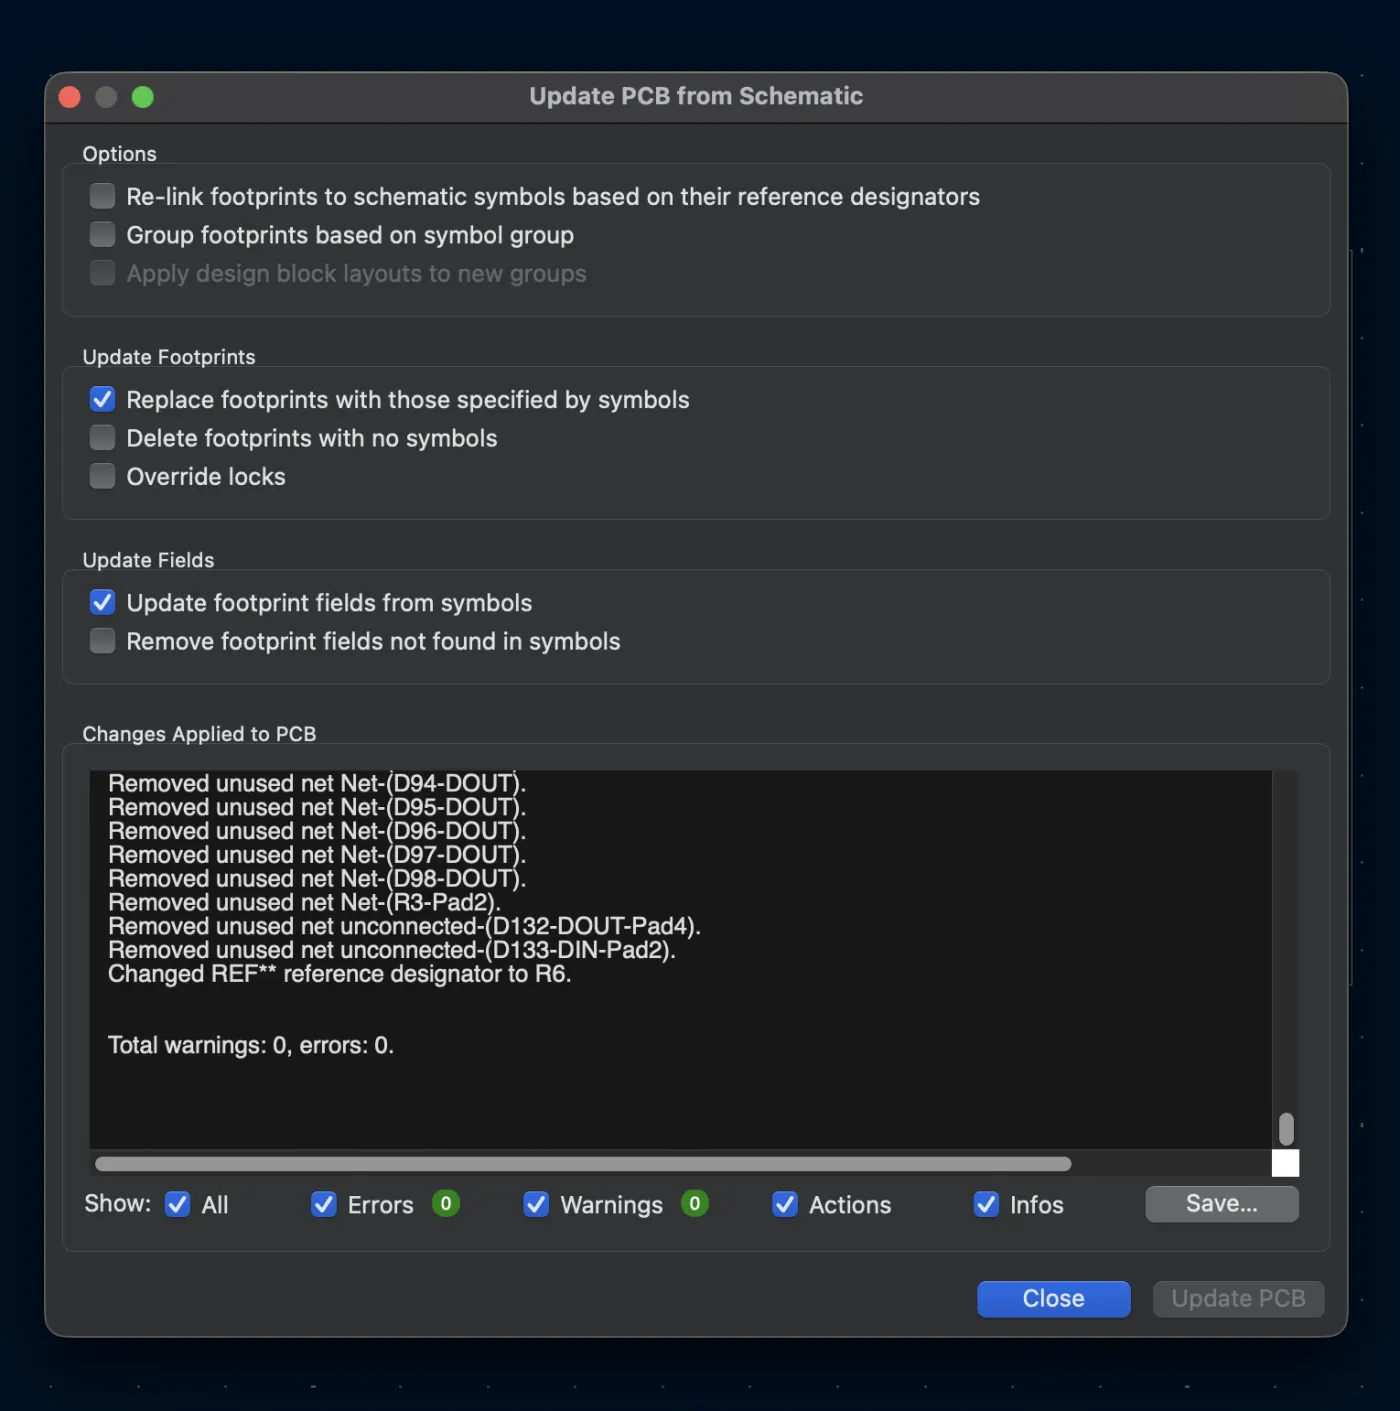 Update PCB from Schematic
Options
Re-link footprints to schematic symbols based on their reference designators
Group footprints based on symbol group
Apply design block layouts to new groups
Update Footprints
Replace footprints with those specified by symbols
Delete footprints with no symbols
Override locks
Update Fields
Update footprint fields from symbols
Remove footprint fields not found in symbols
Changes Applied to PCB
Removed unused net Net-(D94-DOUT).
Removed unused net Net-(D95-DOUT).
Removed unused net Net-(D96-DOUT).
Removed unused net Net-(D97-DOUT).
Removed unused net Net-(D98-DOUT).
Removed unused net Net-(R3-Pad2).
Removed unused net unconnected-(D132-DOUT-Pad4).
Removed unused net unconnected-(D133-DIN-Pad2).
Changed REF** reference designator to R6.
Total warnings: 0, errors: 0.
Show: All Errors 0 Warnings 0 Actions Infos Save...
Close Update PCB